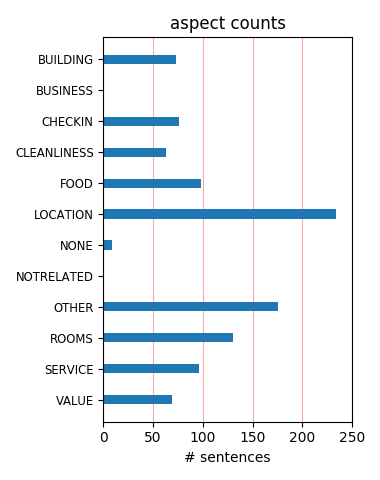 aspect counts
BUILDING
BUSINESS
CHECKIN
CLEANLINESS
FOOD
LOCATION
NONE
NOTRELATED
OTHER
ROOMS
SERVICE
VALUE
0 50 100 150 200 250
# sentences